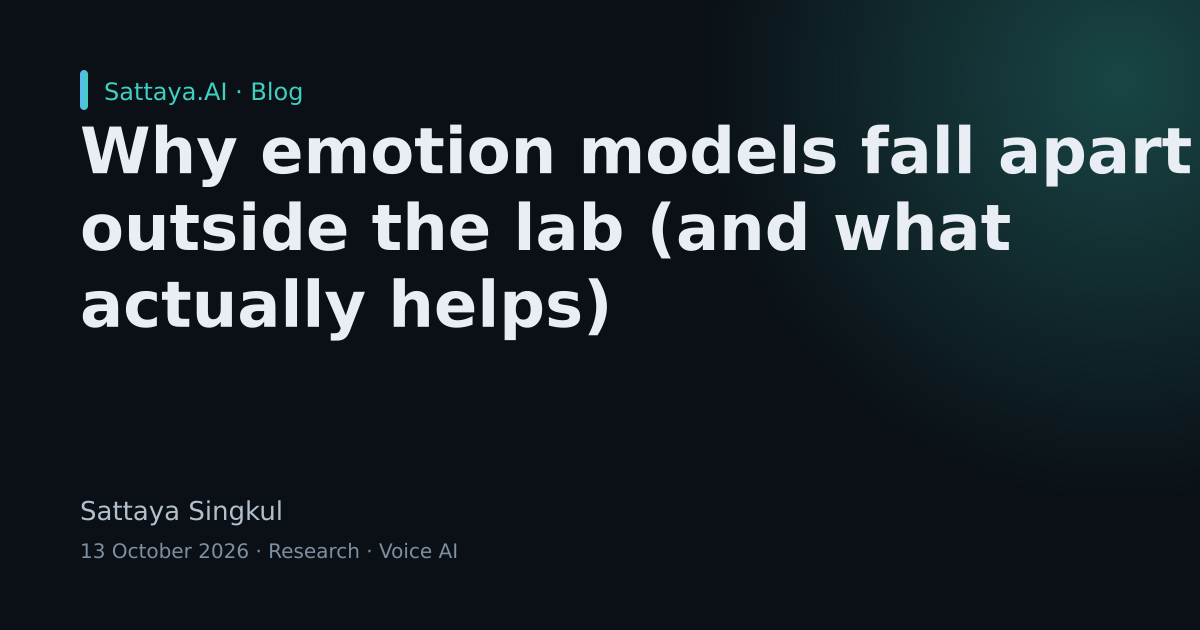 Sattaya.AI · Blog
Why emotion models fall apart
outside the lab (and what
actually helps)
Sattaya Singkul
13 October 2026 · Research · Voice AI